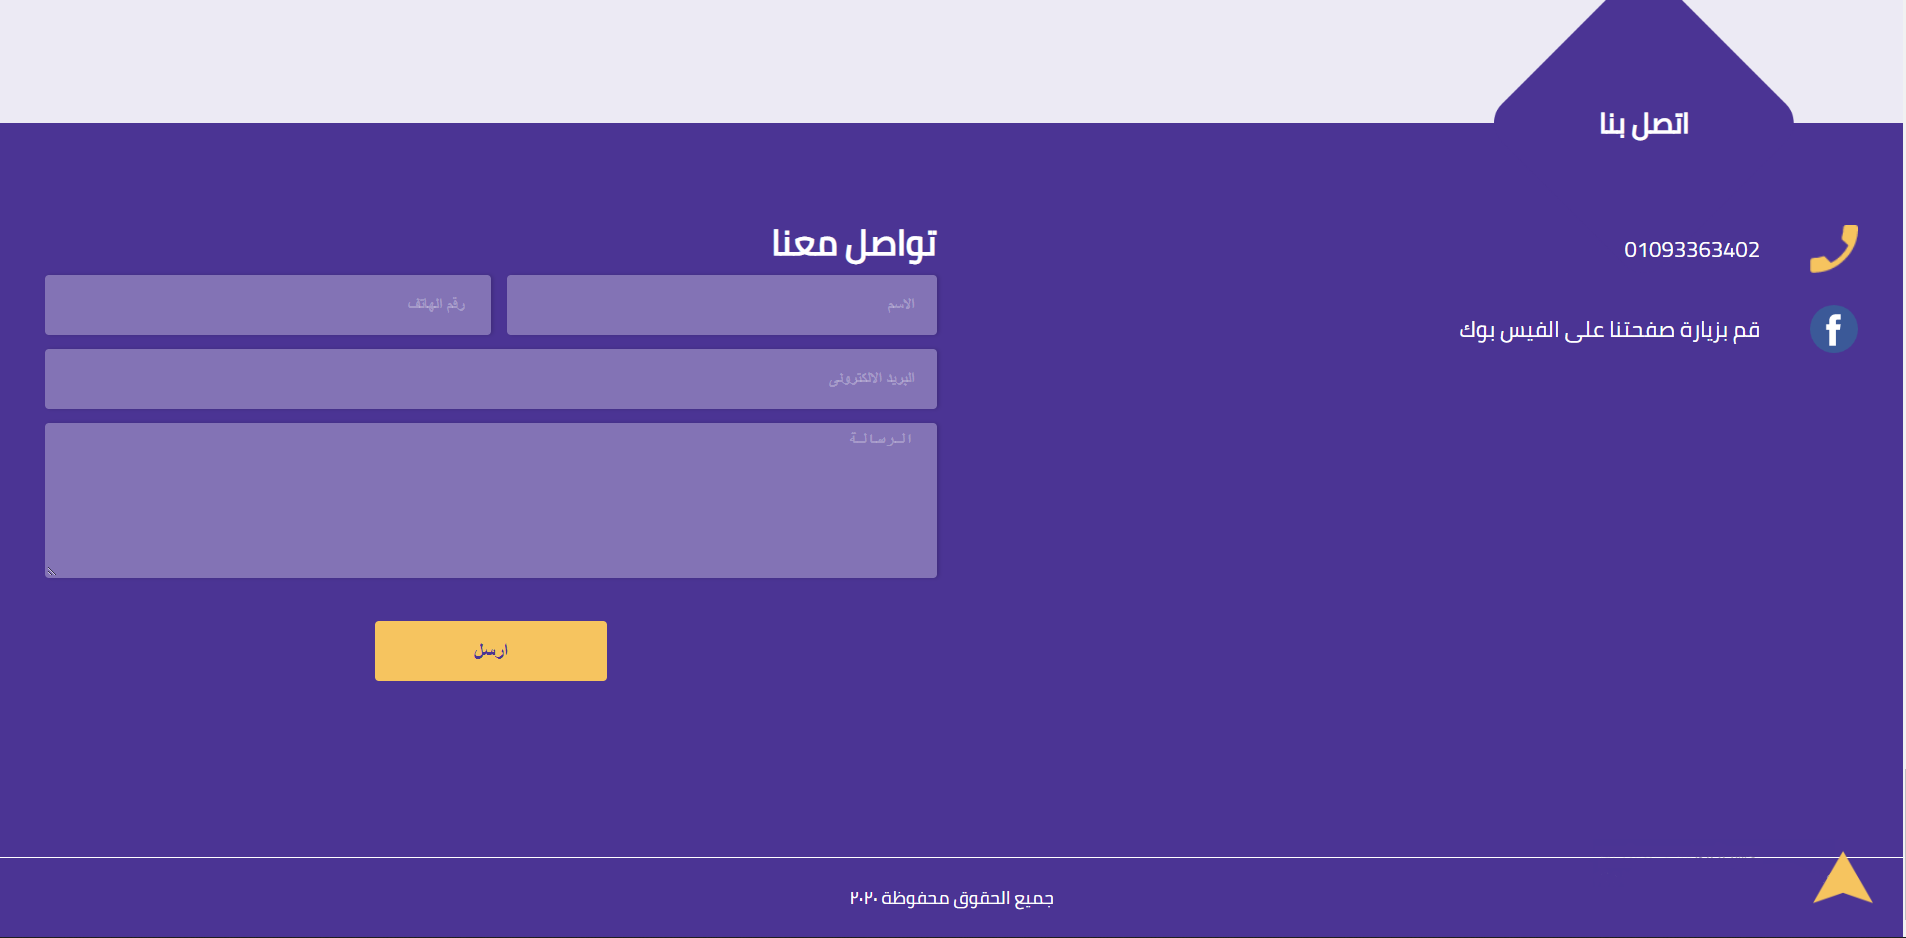 اتصل بنا
01093363402
قم بزيارة صفحتنا على الفيس بوك
تواصل معنا
الاسم
رقم الهاتف
البريد الالكترونى
الرسالة
ارسل
جميع الحقوق محفوظة ٢٠٢٠